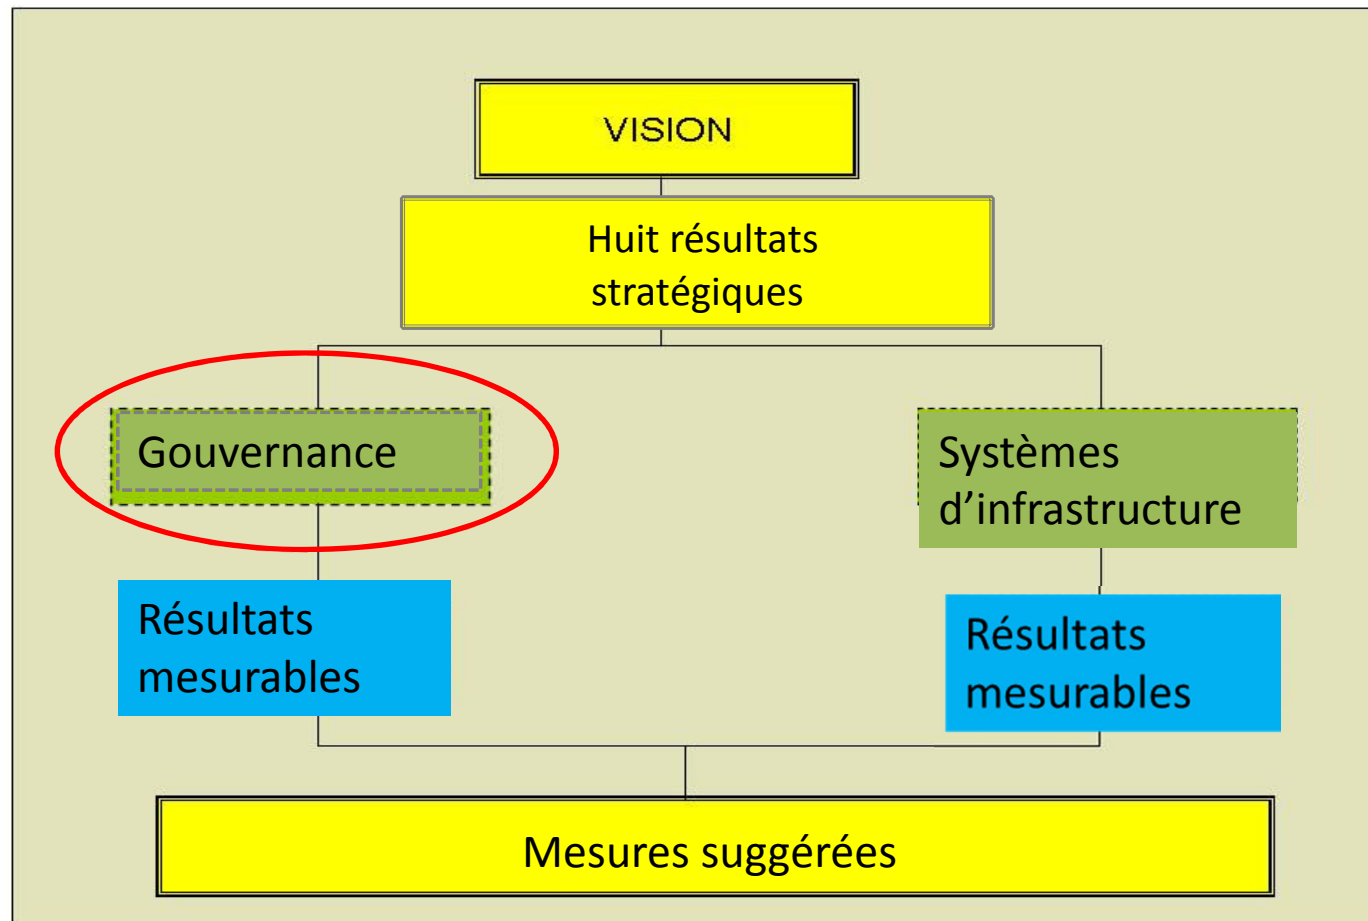 VISION
Huit résultats
stratégiques
Gouvernance
Systèmes
d’infrastructure
Résultats
mesurables
Résultats
mesurables
Mesures suggérées